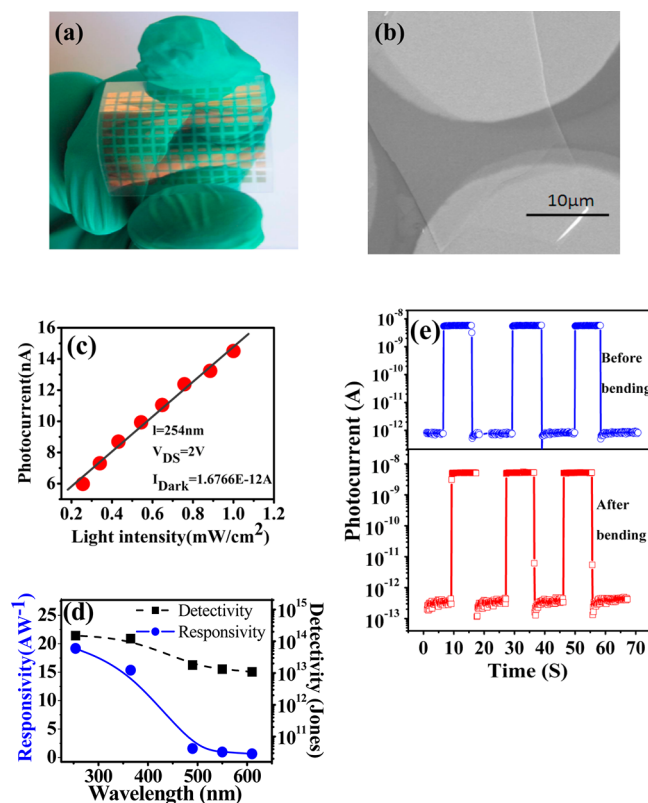 (a)
(b)
10μm
(c)
Photocurrent(nA)
16
14
12
10
8
6
l=254nm
V_DS=2V
I_Dark=1.6766E-12A
0.2 0.4 0.6 0.8 1.0
Light intensity(mW/cm²)
(d)
Detectivity
Responsivity
Responsivity(AW-1)
25
20
15
10
5
0
Detectivity (Jones)
10¹⁵
10¹⁴
10¹³
10¹²
10¹¹
300 400 500 600
Wavelength (nm)
(e)
Photocurrent (A)
10⁻⁸
10⁻⁹
10⁻¹⁰
10⁻¹¹
10⁻¹²
Before
bending
10⁻⁸
10⁻⁹
10⁻¹⁰
10⁻¹¹
10⁻¹²
10⁻¹³
After
bending
0 10 20 30 40 50 60 70
Time (S)